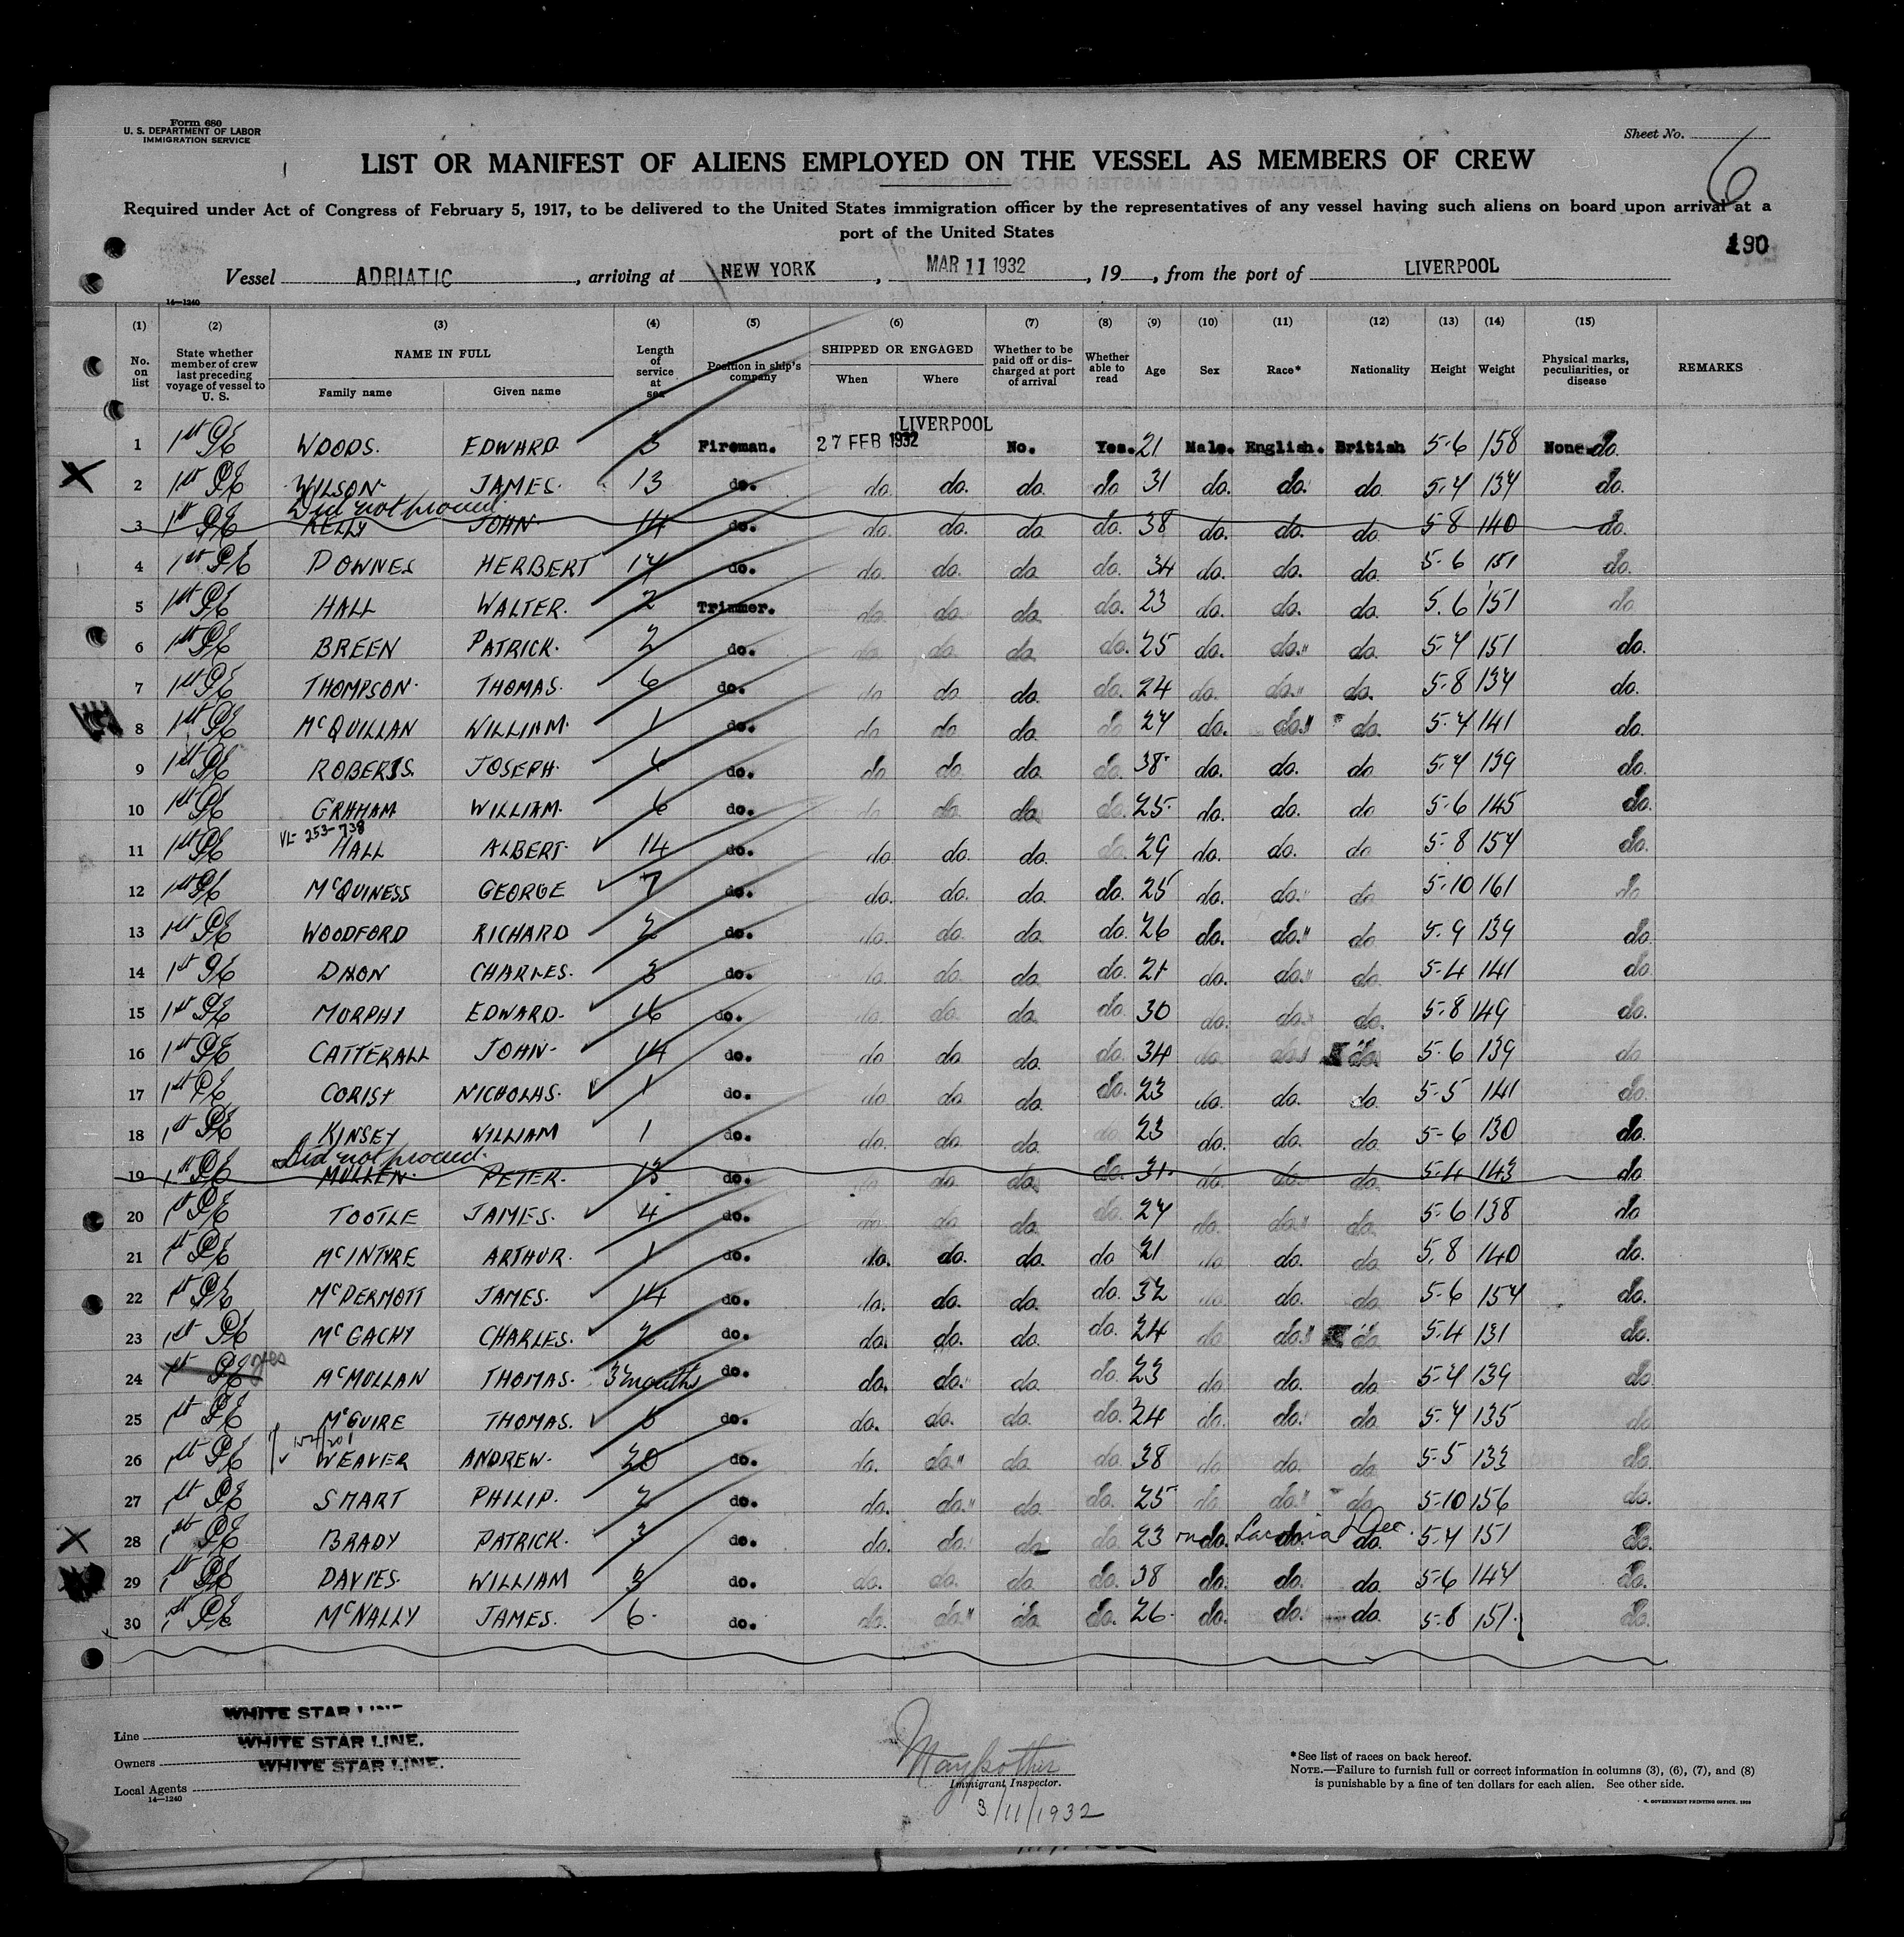 Form 680
U. S. DEPARTMENT OF LABOR
IMMIGRATION SERVICE
Sheet No.
6
LIST OR MANIFEST OF ALIENS EMPLOYED ON THE VESSEL AS MEMBERS OF CREW
Required under Act of Congress of February 5, 1917, to be delivered to the United States immigration officer by the representatives of any vessel having such aliens on board upon arrival at a
port of the United States
190
Vessel ADRIATIC, arriving at NEW YORK, MAR 11 1932, 19, from the port of LIVERPOOL
14—1240
(1) (2) (3) (4) (5) (6) (7) (8) (9) (10) (11) (12) (13) (14) (15)
No. on list State whether member of crew last preceding voyage of vessel to U. S. NAME IN FULL Family name Given name Length of service at sea Position in ship's company SHIPPED OR ENGAGED When Where Whether to be paid off or discharged at port of arrival Whether able to read Age Sex Race* Nationality Height Weight Physical marks, peculiarities, or disease REMARKS
LIVERPOOL
1 1st WOODS. EDWARD 3 Fireman. 27 FEB 1932 No. Yes. 21 Male. English. British 5-6 158 None do.
2 1st WILSON JAMES. 13 do. do. do. do. do 31 do. do. do 5-4 134 do.
Did not proceed
3 1st KELLY JOHN 14 do. do. do. do. do. 38 do. do. do 5-8 140 do.
4 1st DOWNES HERBERT 14 do. do. do. do. do. 34 do. do. do 5-6 151 do.
5 1st HALL WALTER. 2 Trimmer. do do do. do. 23 do. do. do 5.6 151 do
6 1st BREEN PATRICK. 2 do. do. do. do do. 25 do. do. do. 5-4 151 do.
7 1st THOMPSON THOMAS. 6 do. do do do. do. 24 do. do. do. 5-8 134 do.
8 1st McQUILLAN WILLIAM. 1 do. do do do. do 24 do. do. do. 5-4 141 do.
9 1st ROBERTS. JOSEPH. 6 do. do do. do. do. 38 do. do. do 5-4 139 do.
10 1st GRAHAM WILLIAM. 6 do. do do. do do. 25 do. do. do 5-6 145 do.
VL 253-738
11 1st HALL ALBERT. 14 do. do. do. do. do. 29 do. do. do 5-8 154 do.
12 1st McQUINESS GEORGE 7 do. do. do. do. do. 25 do. do. do 5-10 161 do
13 1st WOODFORD RICHARD 2 do. do. do. do. do. 26 do. do. do 5-9 139 do.
14 1st DIXON CHARLES. 3 do. do. do. do. do. 21 do. do. do 5-4 141 do
15 1st MORPHY EDWARD. 16 do. do. do. do. do. 30 do. do. do. 5-8 149 do.
16 1st CATTERALL JOHN 14 do. do do do. do. 34 do. do. do. 5-6 139 do
17 1st NICHOLAS. 1 do. do do do do. 23 do. do. do. 5-5 141 do.
18 1st KINSEY WILLIAM 1 do. do. do. do do 23 do. do. do. 5-6 130 do.
Did not proceed.
19 1st MULLEN. PETER. 13 do. do do do. do. 31. do. do do. 5-4 143 do
20 1st TOOTLE JAMES. 4 do. do. do do. do. 24 do. do. do. 5-6 138 do
21 1st McINTYRE ARTHUR. 1 do. do. do. do. do 21 do do. do. 5.8 140 do.
22 1st McDERMOTT JAMES. 14 do. do. do. do. do. 32 do do. do 5-6 154 do.
23 1st McGACHY CHARLES. 2 do. do. do. do. do. 24 do do. do 5-4 131 do.
24 1st McMULLAN THOMAS. 3 months do. do. do. do. do. 23 do do. do 5-4 139 do
25 1st McGUIRE THOMAS. 6 do. do. do. do. do. 24 do. do. do. 5-4 135 do
26 1st WEAVER ANDREW. 20 do. do. do. do. do. 38 do do. do. 5-5 133 do.
27 1st SMART PHILIP. 2 do. do. do. do. do. 25 do do. do. 5-10 156 do.
28 1st BRADY PATRICK. 3 do. do. do. do do. 23 do. do. do. 5-4 151 do.
29 1st DAVIES. WILLIAM 3 do. do. do. do do. 38 do. do. do. 5-6 144 do.
30 1st McNALLY JAMES. 6 do. do. do. do. do. 26 do. do. do. 5-8 151 do.
WHITE STAR LINE
Line
WHITE STAR LINE.
Owners
WHITE STAR LINE.
Local Agents
14—1240
Immigrant Inspector.
3/11/1932
*See list of races on back hereof.
NOTE.—Failure to furnish full or correct information in columns (3), (6), (7), and (8)
is punishable by a fine of ten dollars for each alien. See other side.
GOVERNMENT PRINTING OFFICE